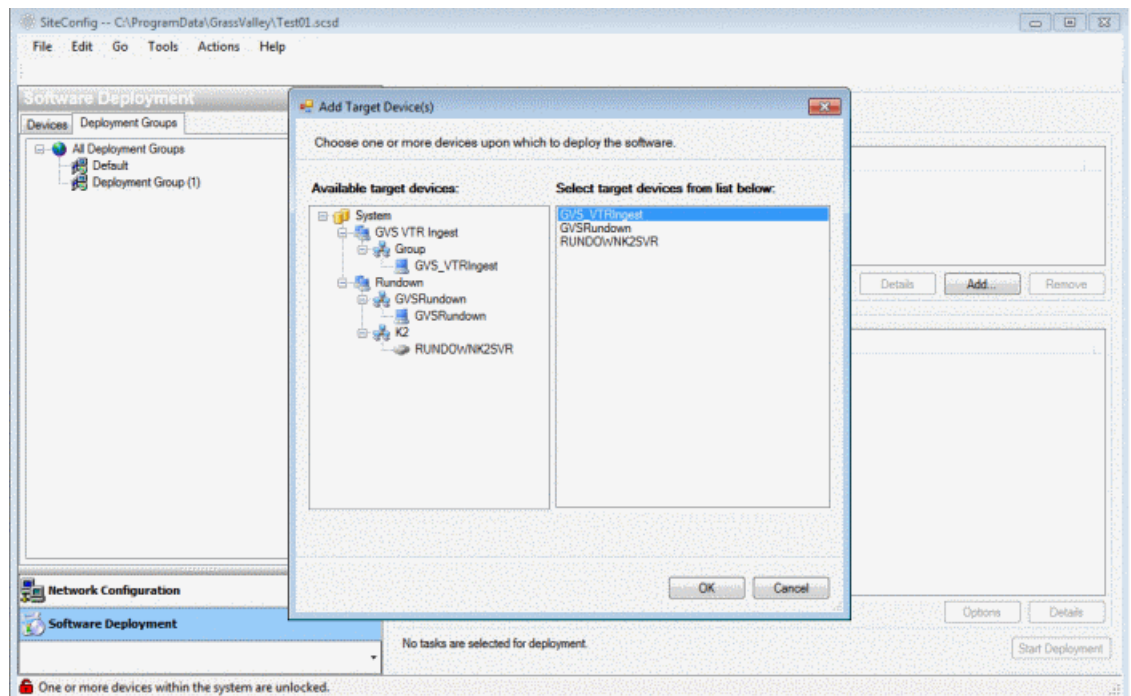 SiteConfig -- C:\ProgramData\GrassValley\Test01.scsd
File Edit Go Tools Actions Help
Software Deployment
Devices Deployment Groups
All Deployment Groups
Default
Deployment Group (1)
Add Target Device(s)
Choose one or more devices upon which to deploy the software.
Available target devices:
System
GVS VTR Ingest
Group
GVS_VTRIngest
Rundown
GVSRundown
GVSRundown
K2
RUNDOWNK2SVR
Select target devices from list below:
GVS_VTRIngest
GVSRundown
RUNDOWNK2SVR
OK Cancel
Details Add... Remove
Network Configuration
Software Deployment
Options Details
No tasks are selected for deployment.
Start Deployment
One or more devices within the system are unlocked.